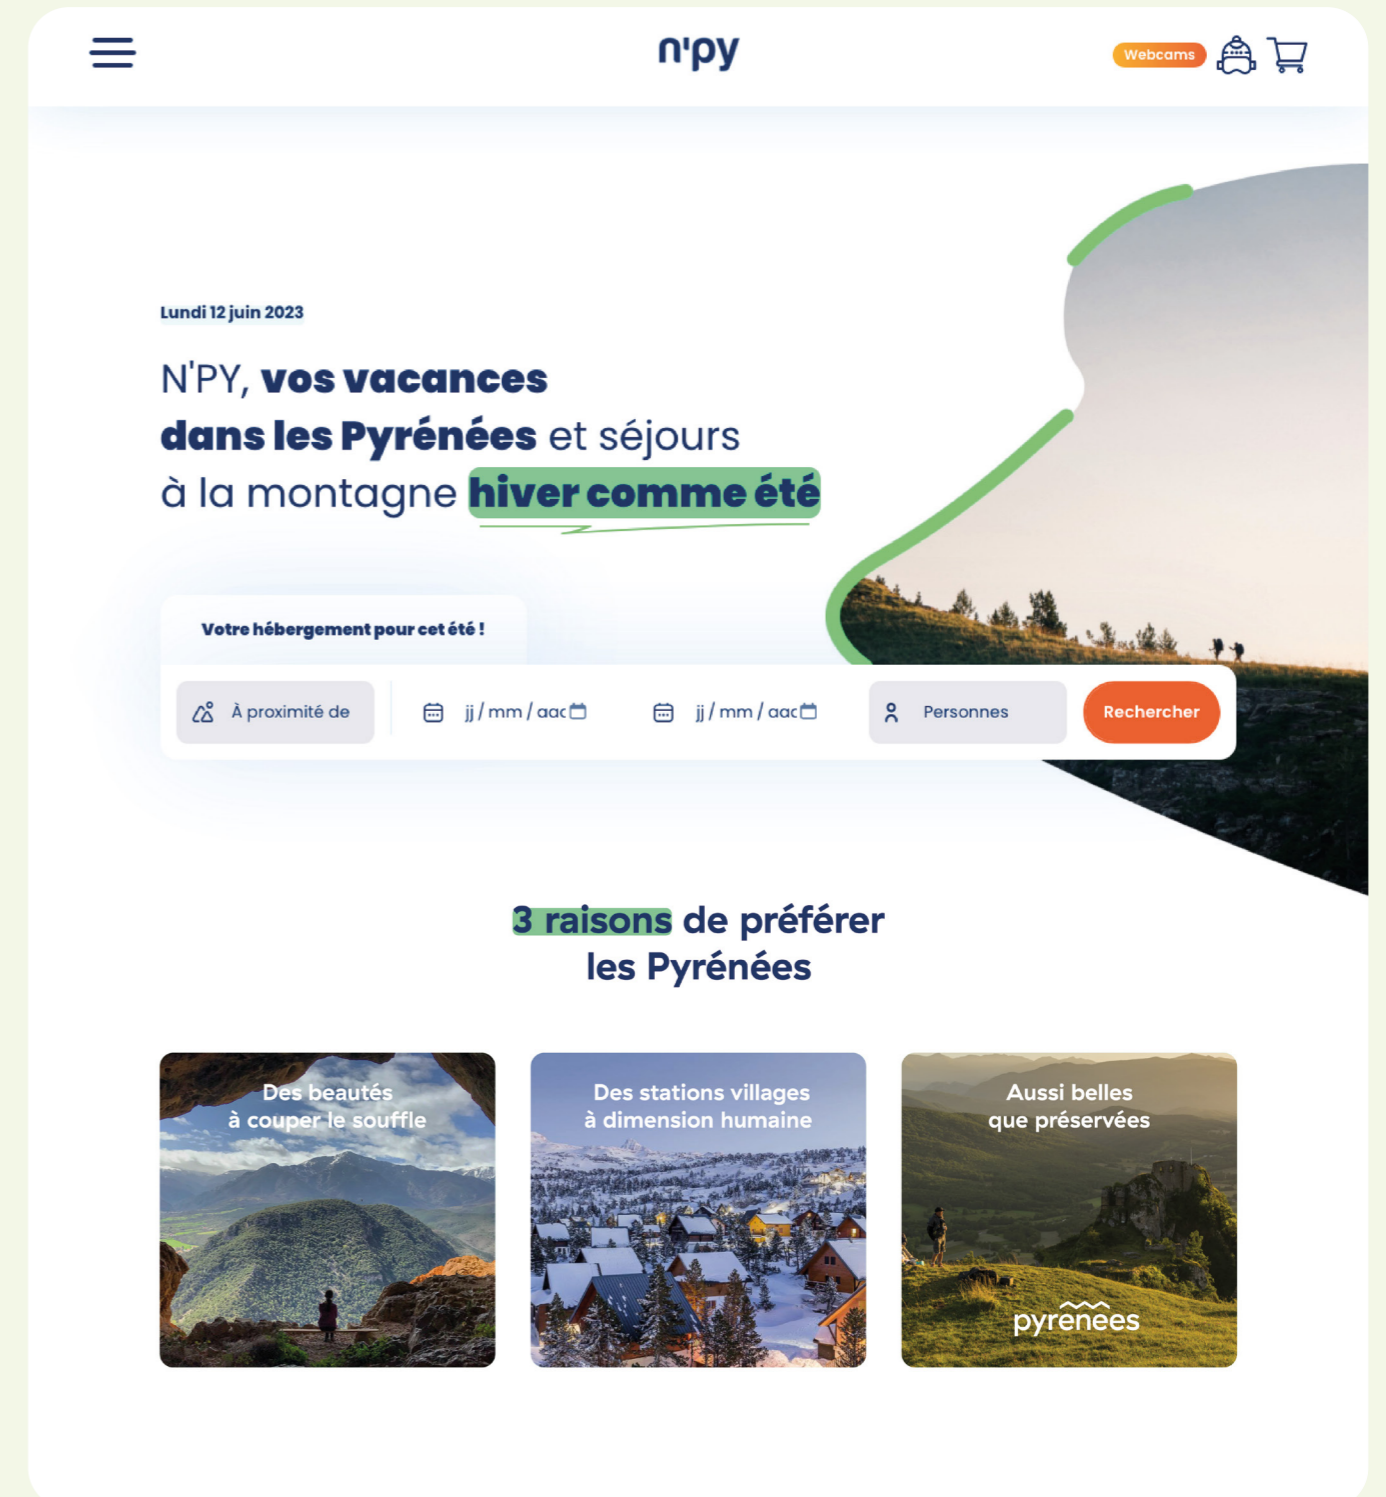 n'py
Webcams
Lundi 12 juin 2023
N'PY, vos vacances
dans les Pyrénées et séjours
à la montagne hiver comme été
Votre hébergement pour cet été !
À proximité de
jj / mm / aac
jj / mm / aac
Personnes
Rechercher
3 raisons de préférer
les Pyrénées
Des beautés
à couper le souffle
Des stations villages
à dimension humaine
Aussi belles
que préservées
pyrénées